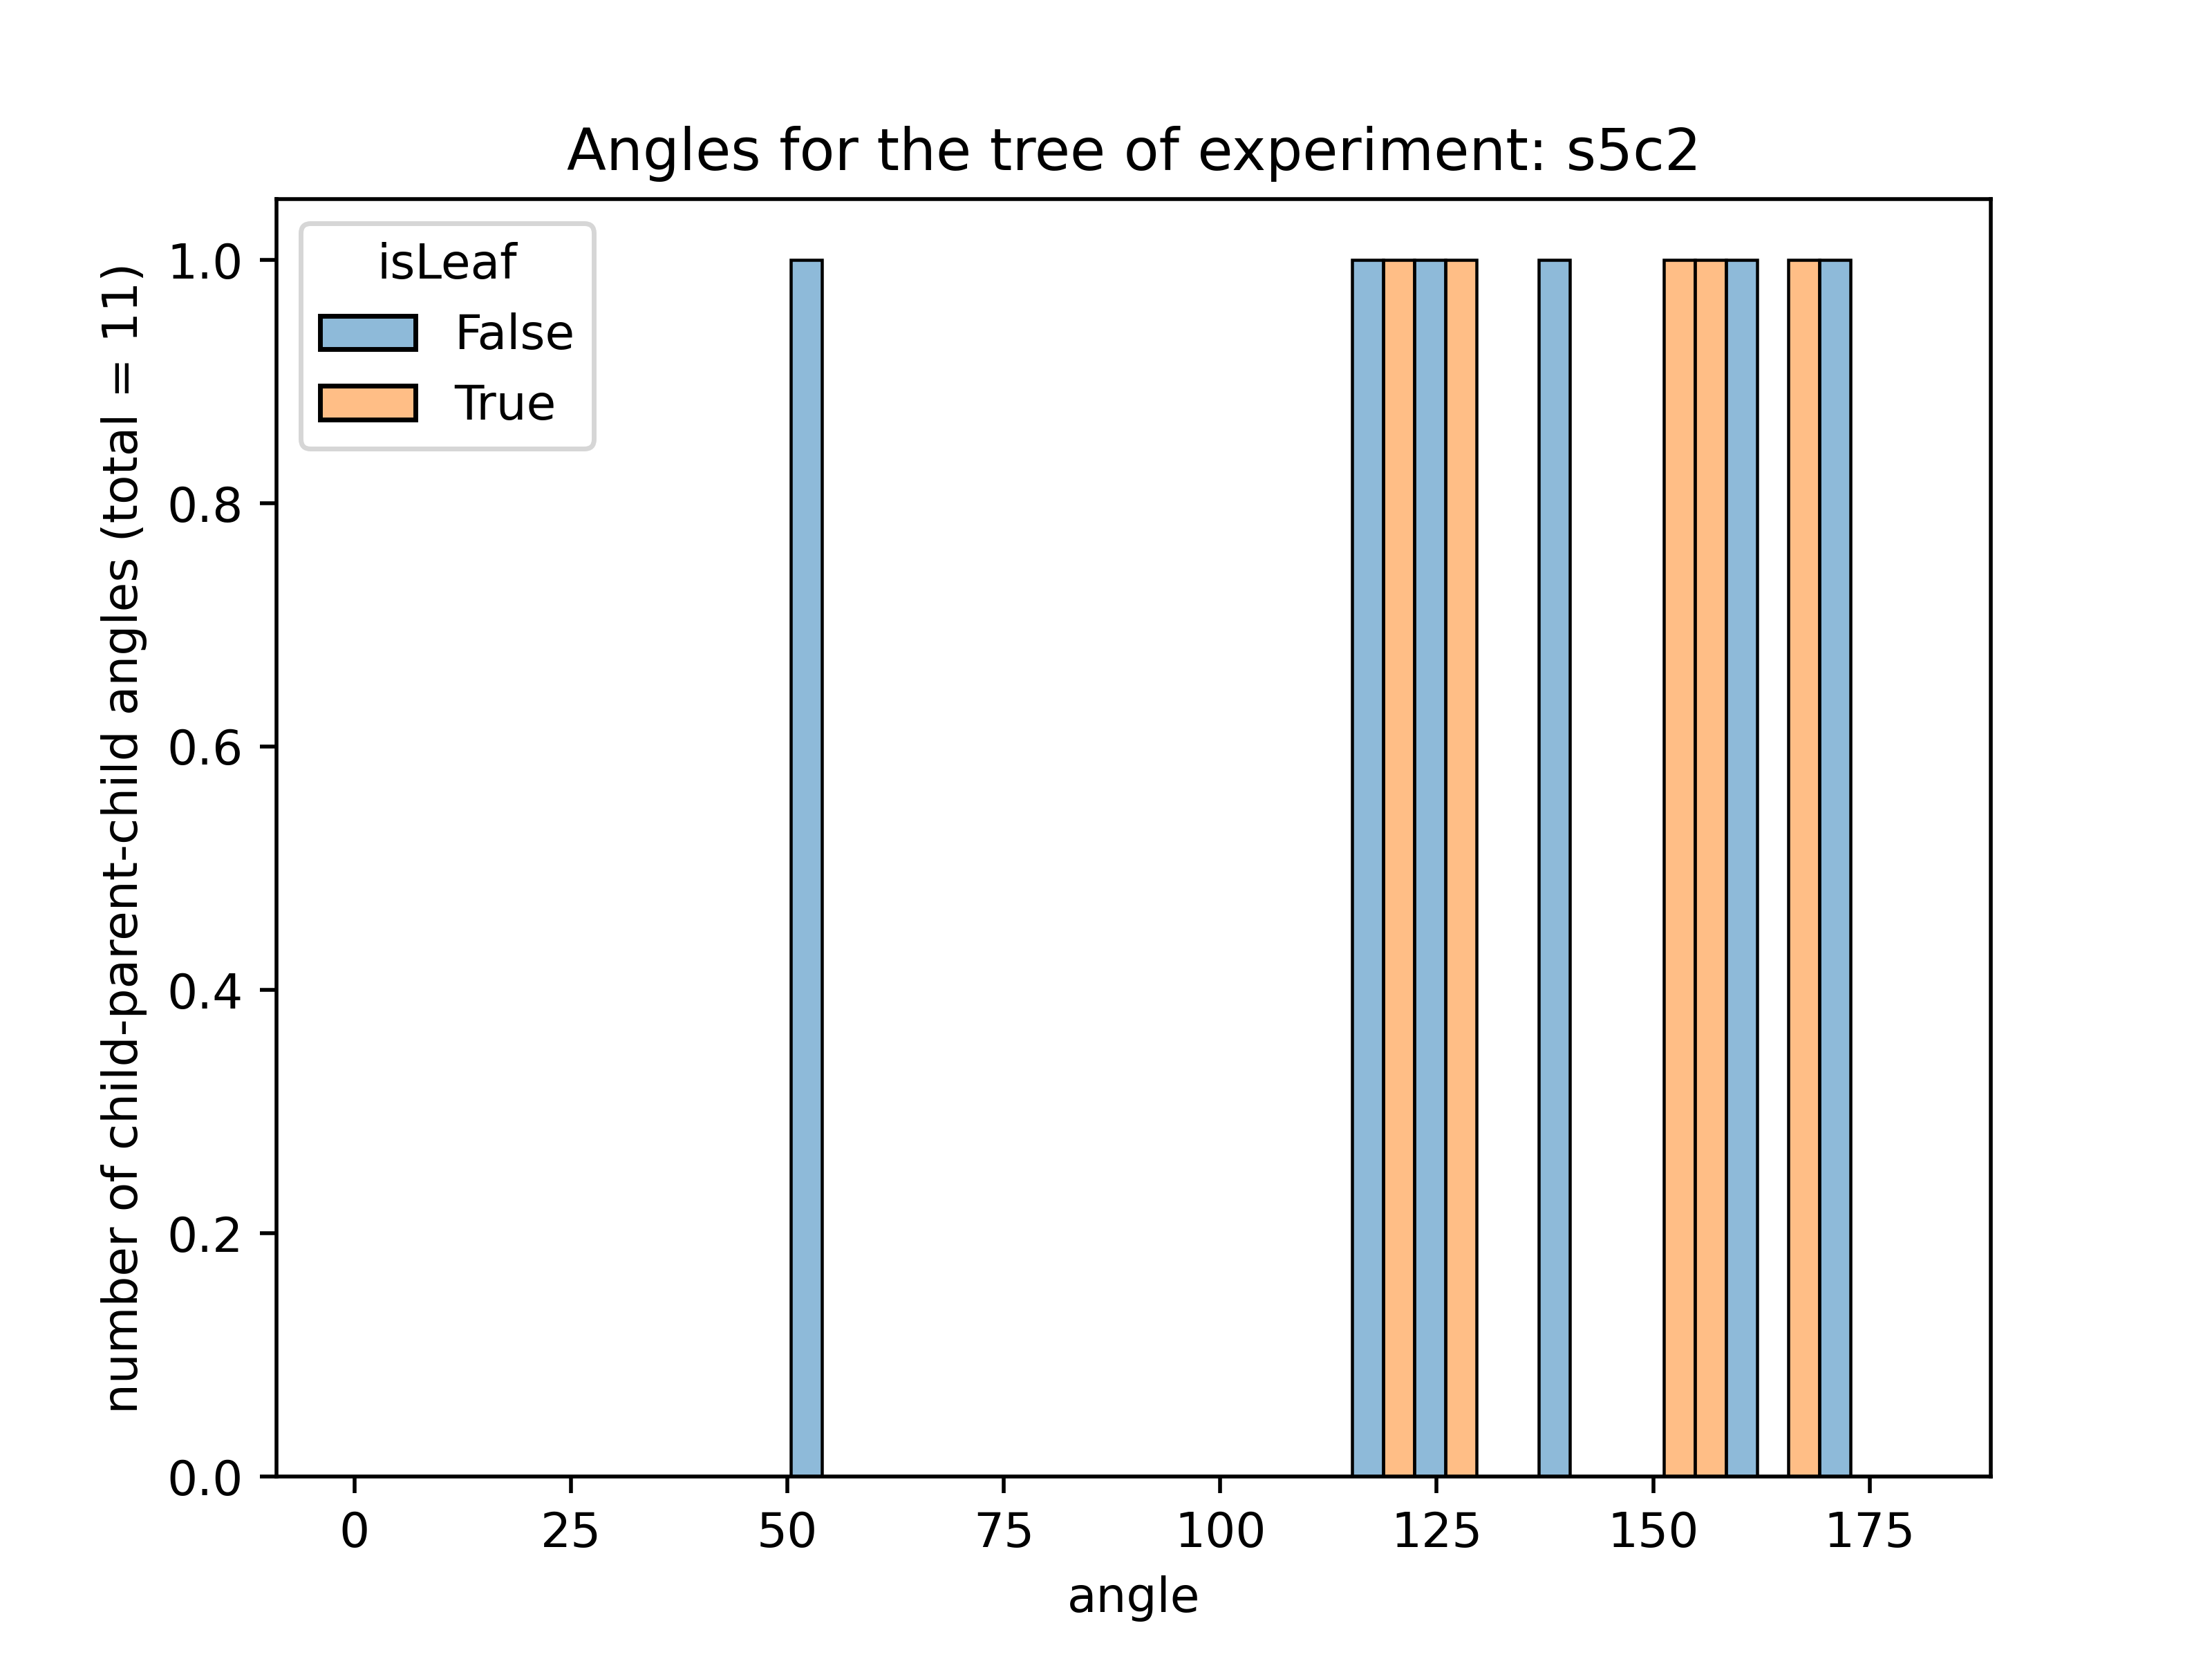 Angles for the tree of experiment: s5c2
isLeaf
False
True
number of child-parent-child angles (total = 11)
1.0
0.8
0.6
0.4
0.2
0.0
0 25 50 75 100 125 150 175
angle